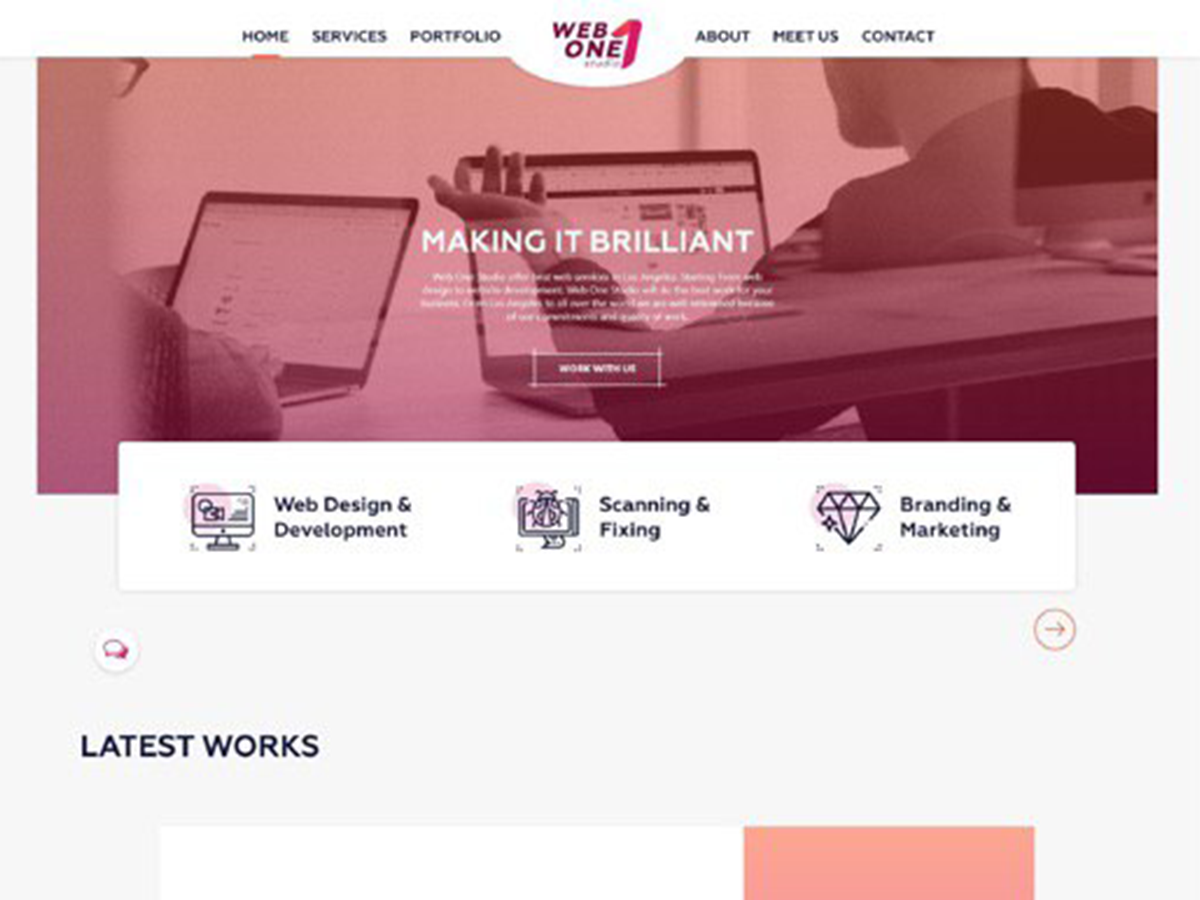 HOME SERVICES PORTFOLIO
WEB
ONE 1
studio
ABOUT MEET US CONTACT
MAKING IT BRILLIANT
Web One Studio offer best web services in Los Angeles. Starting from web
design to website development, Web One Studio will do the best work for your
business. From Los Angeles to all over the world we are well renowned because
of our commitments and quality of work.
WORK WITH US
Web Design &
Development
Scanning &
Fixing
Branding &
Marketing
LATEST WORKS